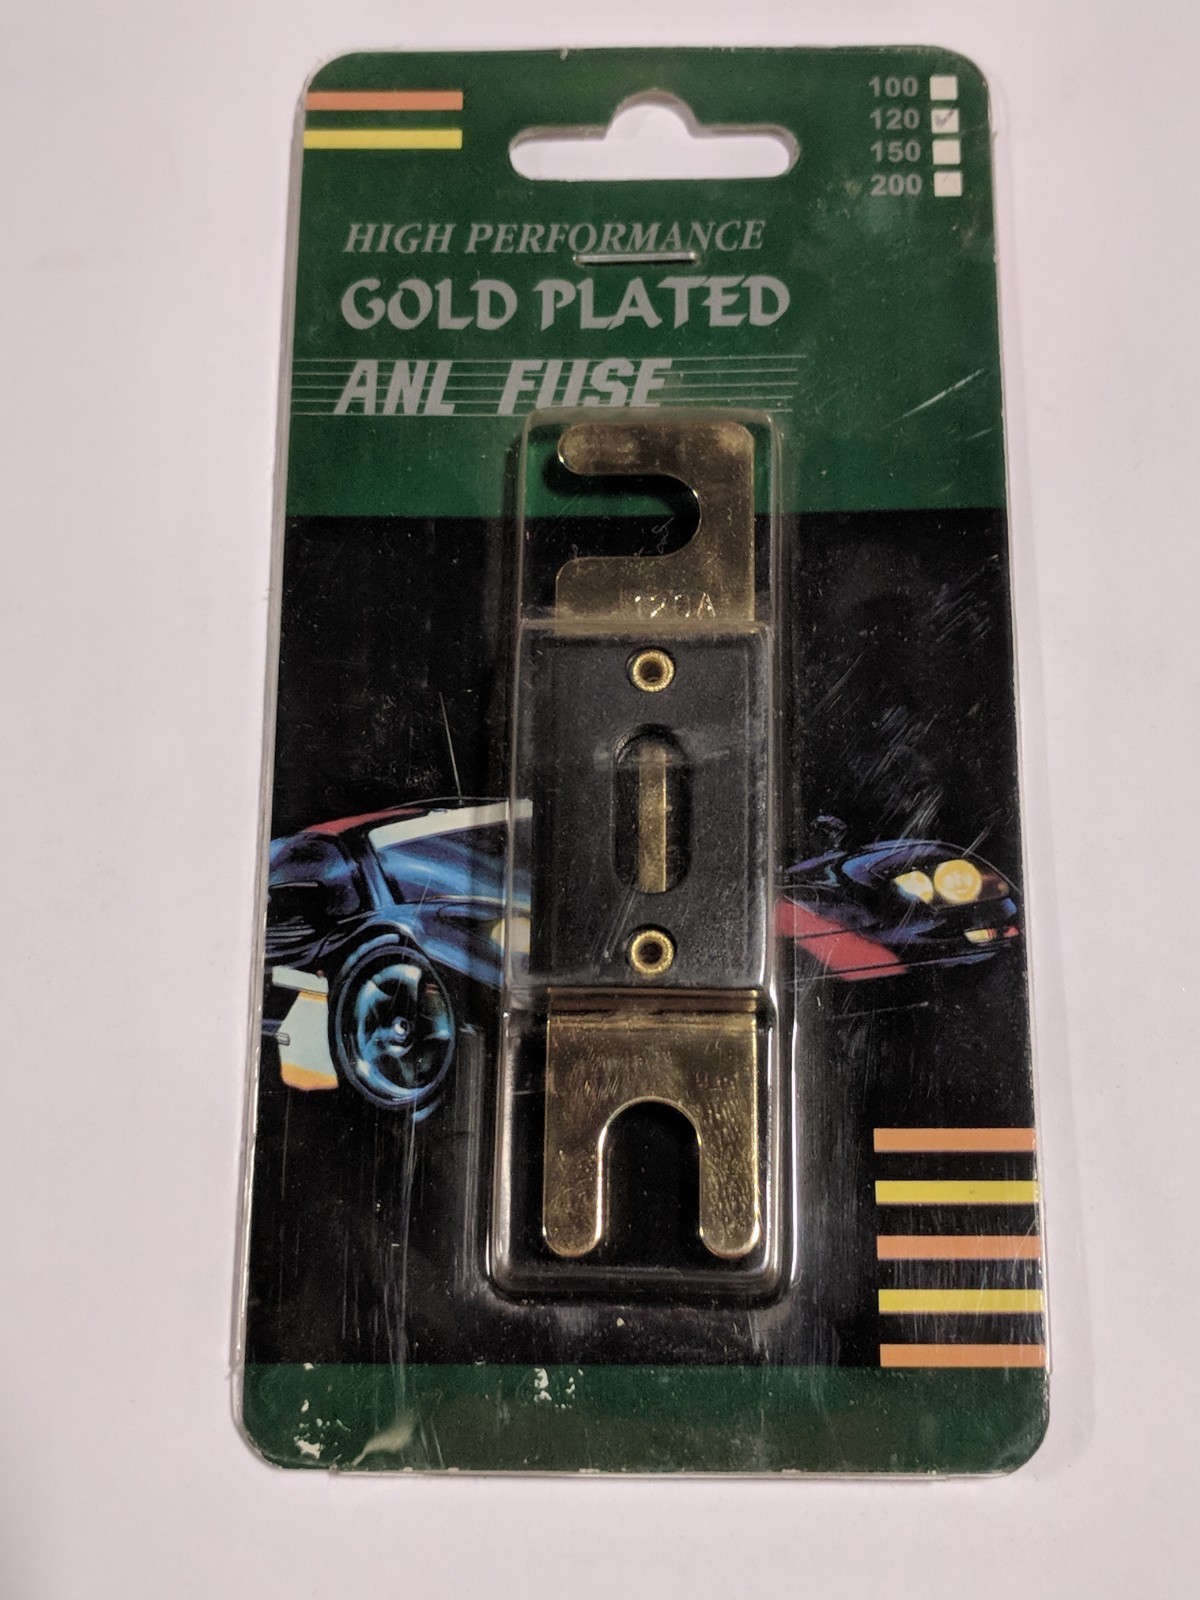 100
120
150
200
HIGH PERFORMANCE
GOLD PLATED
ANL FUSE
120A